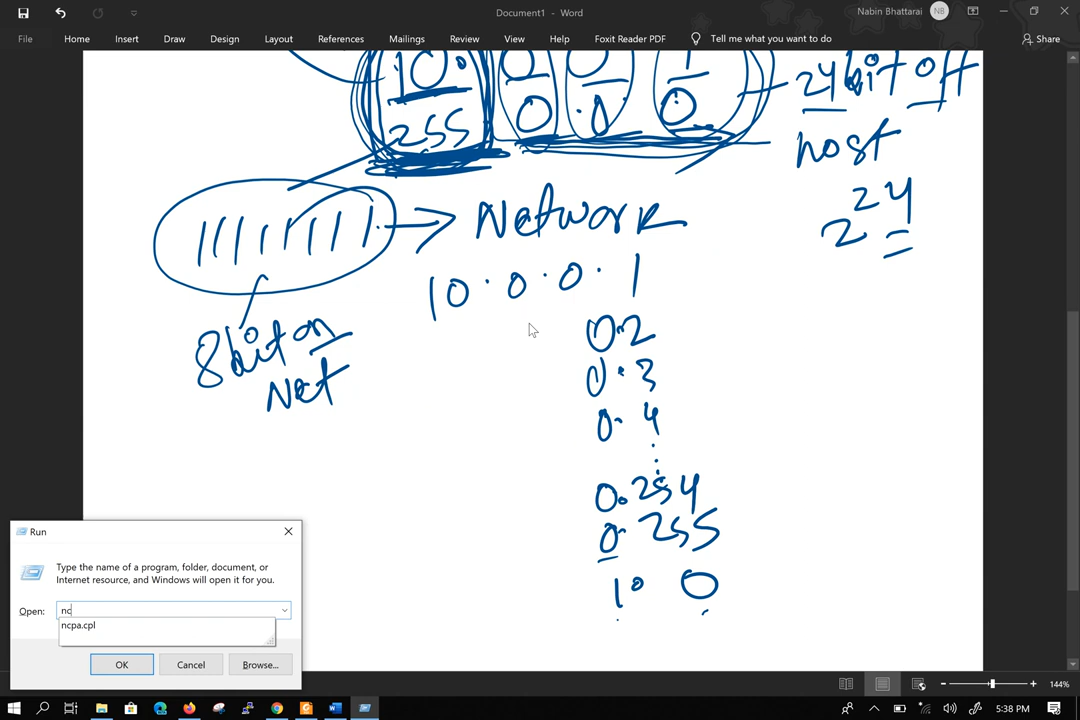 Document1 - Word
Nabin Bhattarai NB
File Home Insert Draw Design Layout References Mailings Review View Help Foxit Reader PDF Tell me what you want to do Share
10. 0 0 1
255 0 .0 0
24 bit off
host
2^24
Network
10.0.0.1
8 bit on
Net
0.2
0.3
0.4
0.254
0.255
1.0
Run
Type the name of a program, folder, document, or
Internet resource, and Windows will open it for you.
Open: nc
ncpa.cpl
OK Cancel Browse...
144%
5:38 PM